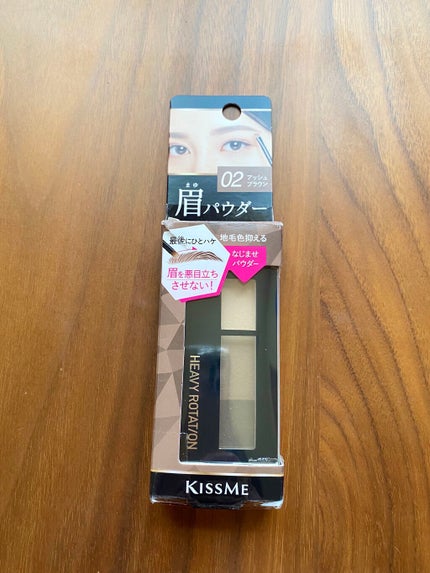 02 アッシュ
ブラウン
まゆ
眉パウダー
最後にひとハケ
地毛色抑える
なじませ
パウダー
眉を悪目立ち
させない!
HEAVY ROTATION
KISSME